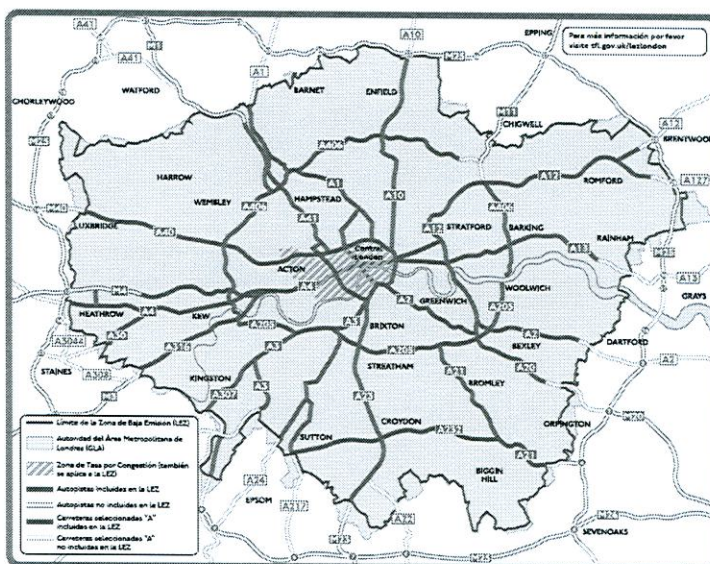 A41
M1
A10
EPPING
Para más información por favor
visite tfl.gov.uk/lezlondon
A41
A1
M25
WATFORD
BARNET
ENFIELD
CHORLEYWOOD
M11
CHIGWELL
A12
BRENTWOOD
M25
A406
HARROW
A1
A12
ROMFORD
A127
WEMBLEY
HAMPSTEAD
A10
A406
M40
A406
A41
STRATFORD
BARKING
UXBRIDGE
A40
A12
RAINHAM
M25
Central
London
A13
ACTON
A13
M4
A4
WOOLWICH
GRAYS
HEATHROW
A4
KEW
A2
GREENWICH
A205
A30
A205
A3
BRIXTON
A2
A3044
A316
A3
A205
BEXLEY
DARTFORD
STAINES
A308
STREATHAM
A21
A20
A2
KINGSTON
A3
A23
BROMLEY
M3
A307
M20
CROYDON
ORPINGTON
SUTTON
A232
A24
A21
EPSOM
BIGGIN
HILL
A217
A22
M26
M23
SEVENOAKS
M25
Límite de la Zona de Baja Emisión (LEZ)
Autoridad del Área Metropolitana de
Londres (GLA)
Zona de Tasa por Congestión (también
se aplica a la LEZ)
Autopistas incluidas en la LEZ
Autopistas no incluidas en la LEZ
Carreteras seleccionadas "A"
incluidas en la LEZ
Carreteras seleccionadas "A"
no incluidas en la LEZ